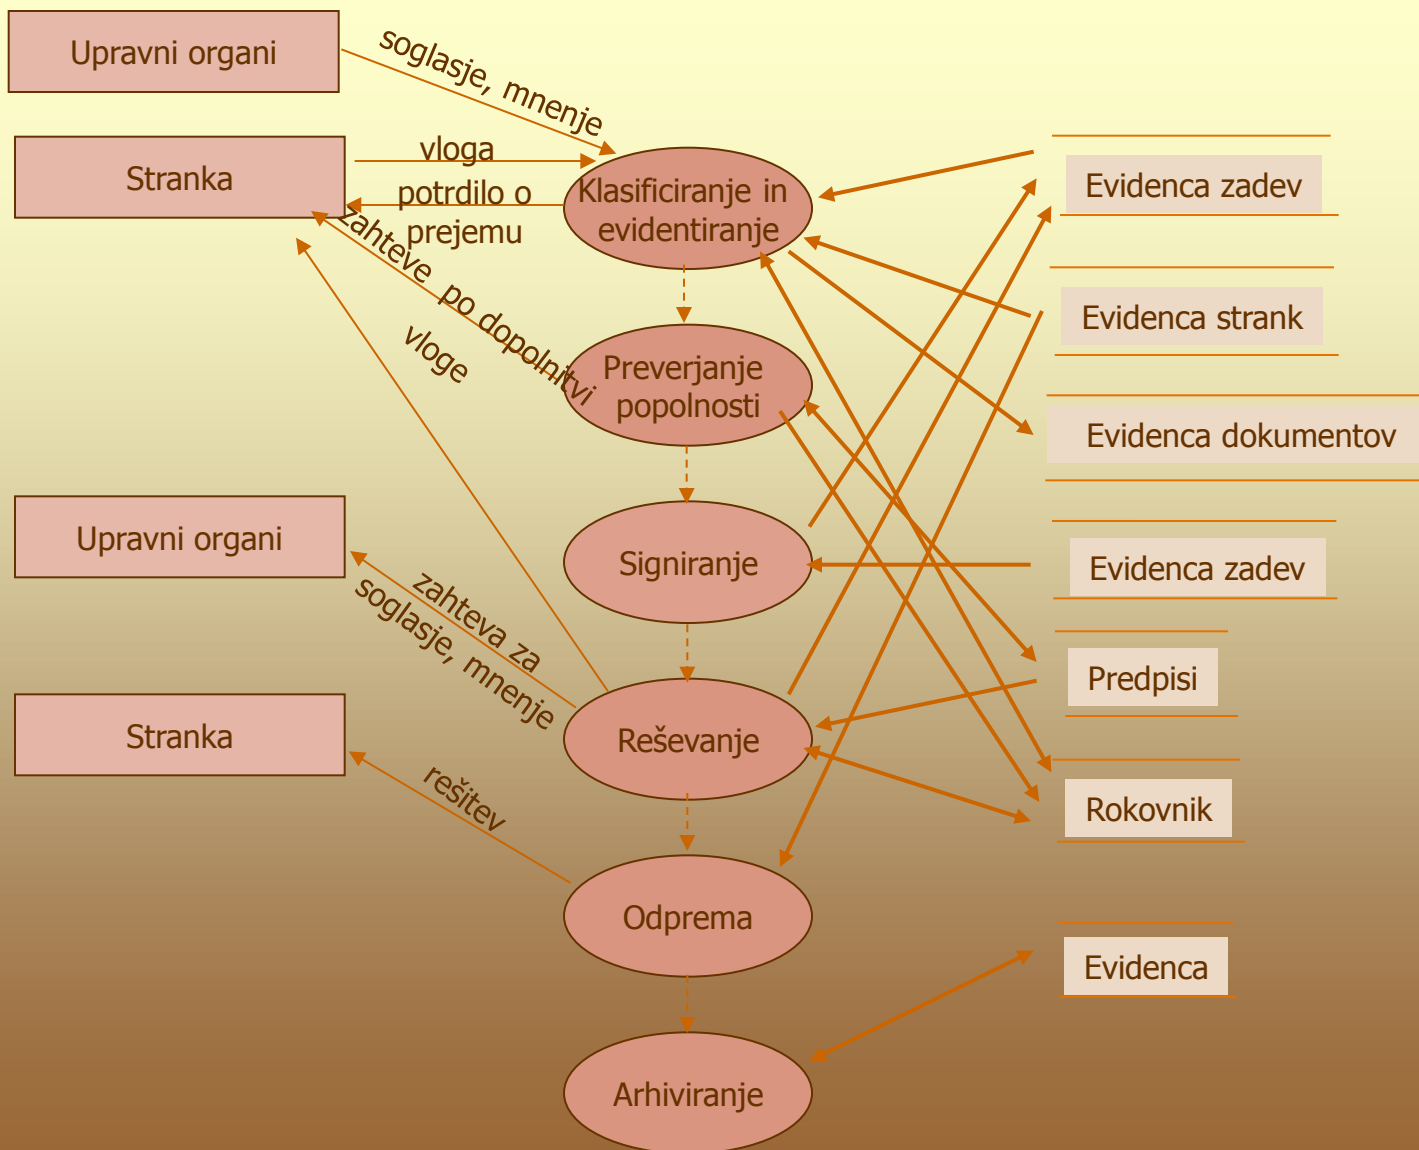 Upravni organi
soglasje, mnenje
Stranka
vloga
potrdilo o
prejemu
zahteve po dopolnitvi
vloge
Klasificiranje in
evidentiranje
Evidenca zadev
Evidenca strank
Preverjanje
popolnosti
Evidenca dokumentov
Upravni organi
zahteva za
soglasje, mnenje
Signiranje
Evidenca zadev
Predpisi
Stranka
rešitev
Reševanje
Rokovnik
Odprema
Evidenca
Arhiviranje